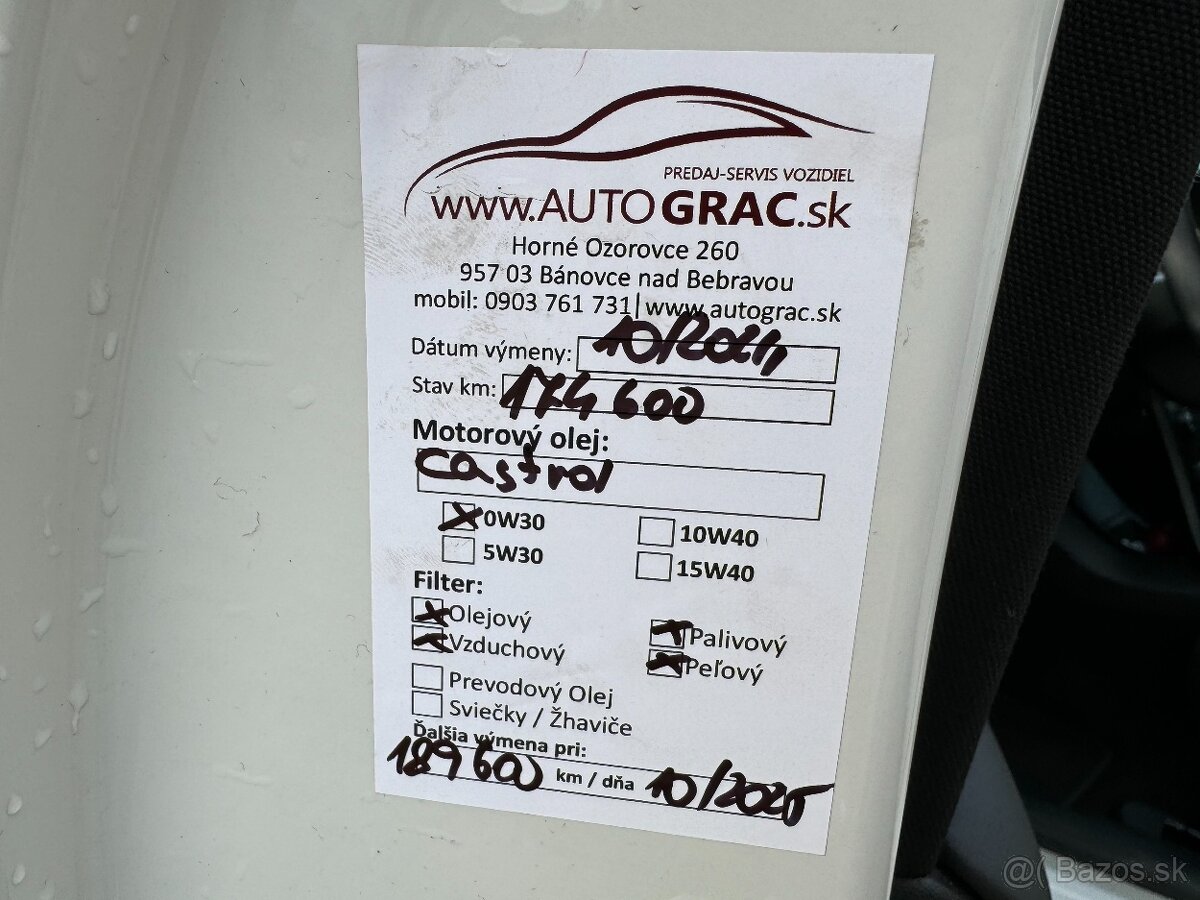 PREDAJ-SERVIS VOZIDIEL
www.AUTOGRAC.sk
Horné Ozorovce 260
957 03 Bánovce nad Bebravou
mobil: 0903 761 731| www.autograc.sk
Dátum výmeny: 10/2024
Stav km: 174 600
Motorový olej:
castrol
0W30 10W40
5W30 15W40
Filter:
Olejový Palivový
Vzduchový Peľový
Prevodový Olej
Sviečky / Žhaviče
Ďalšia výmena pri:
189 600 km / dňa 10/2025
@( Bazos.sk